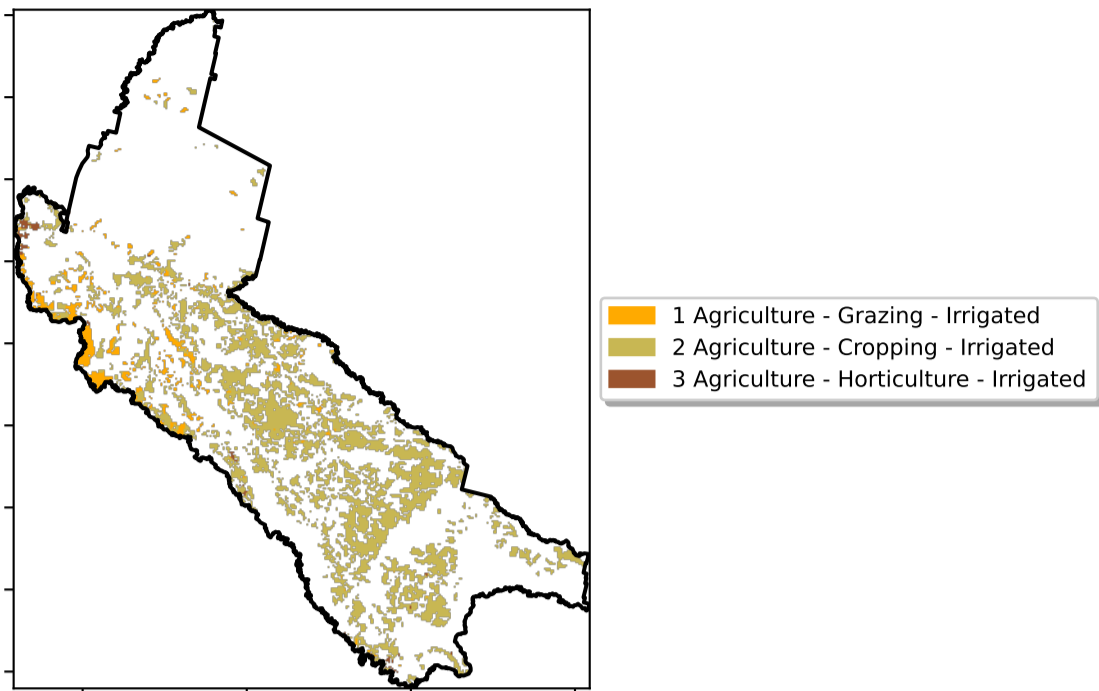 1 Agriculture - Grazing - Irrigated
2 Agriculture - Cropping - Irrigated
3 Agriculture - Horticulture - Irrigated